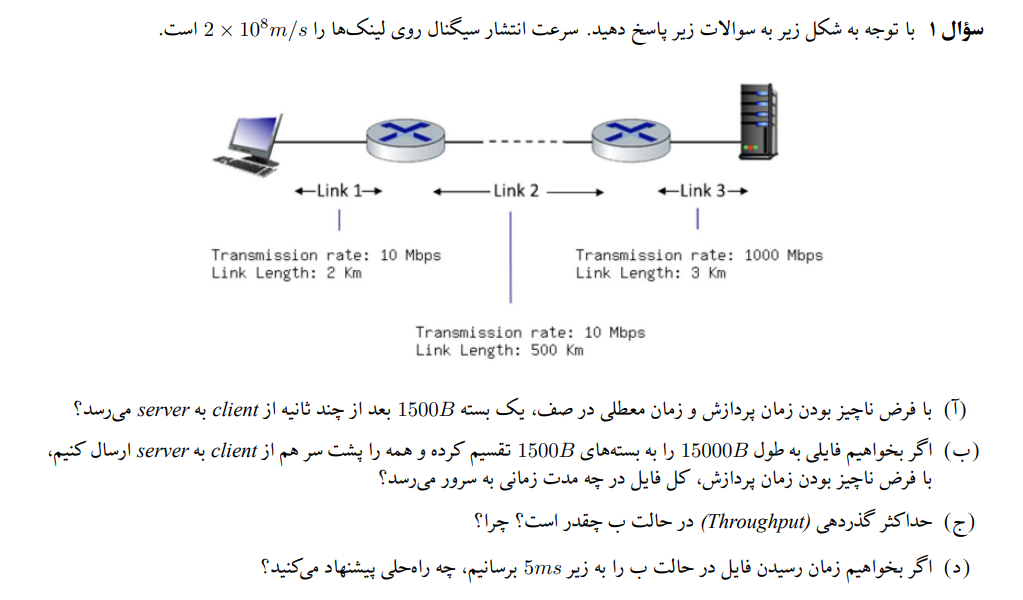 سؤال ۱ با توجه به شکل زیر به سوالات زیر پاسخ دهید. سرعت انتشار سیگنال روی لینک‌ها را 2 × 10⁸m/s است.
Link 1
Link 2
Link 3
Transmission rate: 10 Mbps
Link Length: 2 Km
Transmission rate: 1000 Mbps
Link Length: 3 Km
Transmission rate: 10 Mbps
Link Length: 500 Km
(آ) با فرض ناچیز بودن زمان پردازش و زمان معطلی در صف، یک بسته 1500B بعد از چند ثانیه از client به server می‌رسد؟
(ب) اگر بخواهیم فایلی به طول 15000B را به بسته‌های 1500B تقسیم کرده و همه را پشت سر هم از client به server ارسال کنیم،
با فرض ناچیز بودن زمان پردازش، کل فایل در چه مدت زمانی به سرور می‌رسد؟
(ج) حداکثر گذردهی (Throughput) در حالت ب چقدر است؟ چرا؟
(د) اگر بخواهیم زمان رسیدن فایل در حالت ب را به زیر 5ms برسانیم، چه راه‌حلی پیشنهاد می‌کنید؟